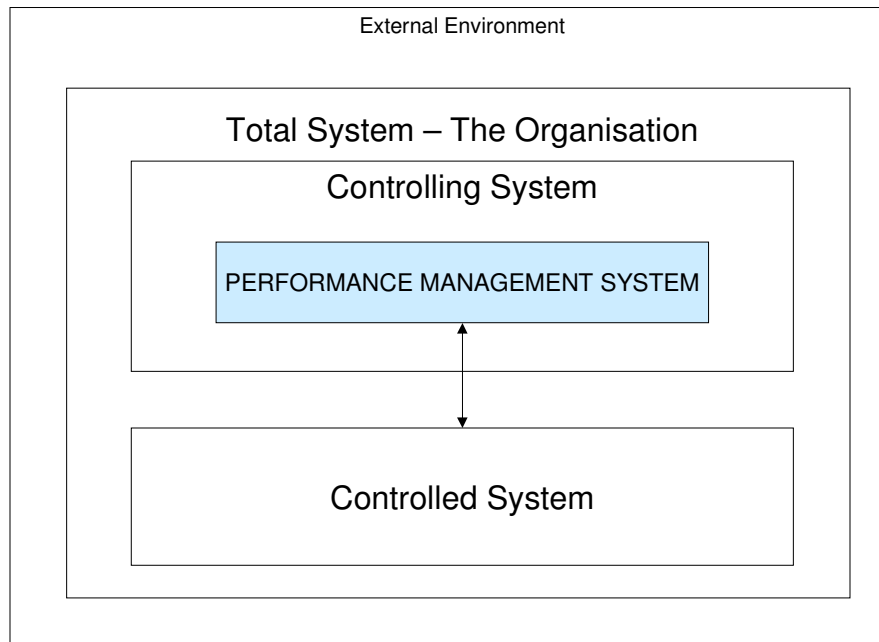 External Environment
Total System – The Organisation
Controlling System
PERFORMANCE MANAGEMENT SYSTEM
Controlled System